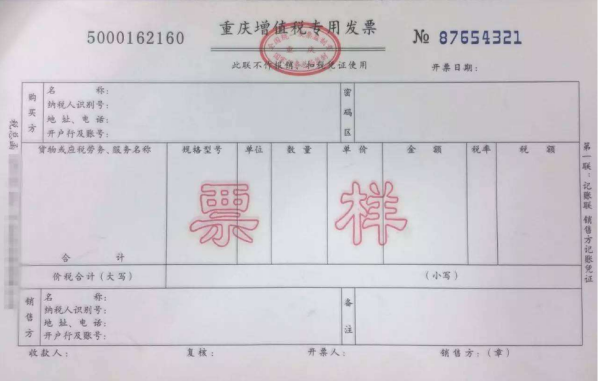 5000162160
重庆增值税专用发票
№ 87654321
此联不作报销、扣税凭证使用
开票日期：
购买方
名 称：
纳税人识别号：
地址、电话：
开户行及账号：
密码区
货物或应税劳务、服务名称 规格型号 单位 数量 单价 金额 税率 税额
票样
合计
价税合计（大写） （小写）
销售方
名 称：
纳税人识别号：
地址、电话：
开户行及账号：
备注
收款人： 复核： 开票人： 销售方：（章）
税总函
第一联：记账联 销售方记账凭证